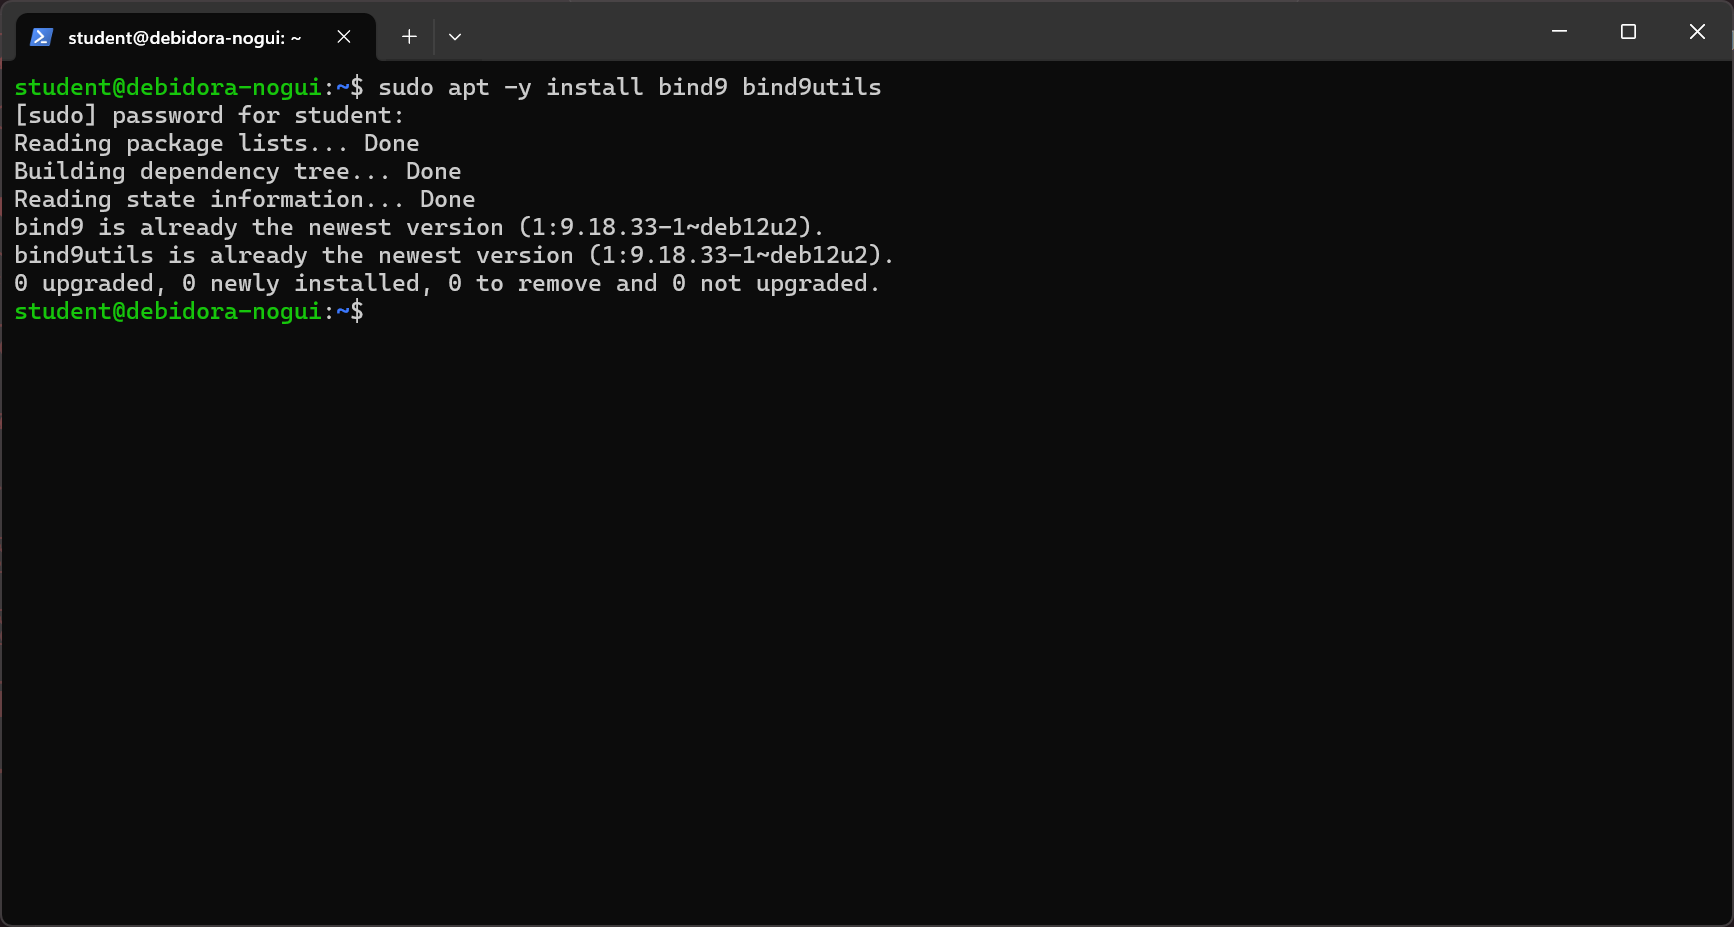 student@debidora-nogui: ~
student@debidora-nogui:~$ sudo apt -y install bind9 bind9utils
[sudo] password for student:
Reading package lists... Done
Building dependency tree... Done
Reading state information... Done
bind9 is already the newest version (1:9.18.33-1~deb12u2).
bind9utils is already the newest version (1:9.18.33-1~deb12u2).
0 upgraded, 0 newly installed, 0 to remove and 0 not upgraded.
student@debidora-nogui:~$